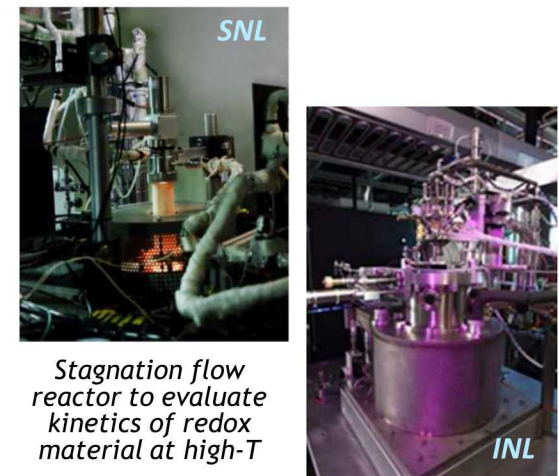 SNL
Stagnation flow
reactor to evaluate
kinetics of redox
material at high-T
INL